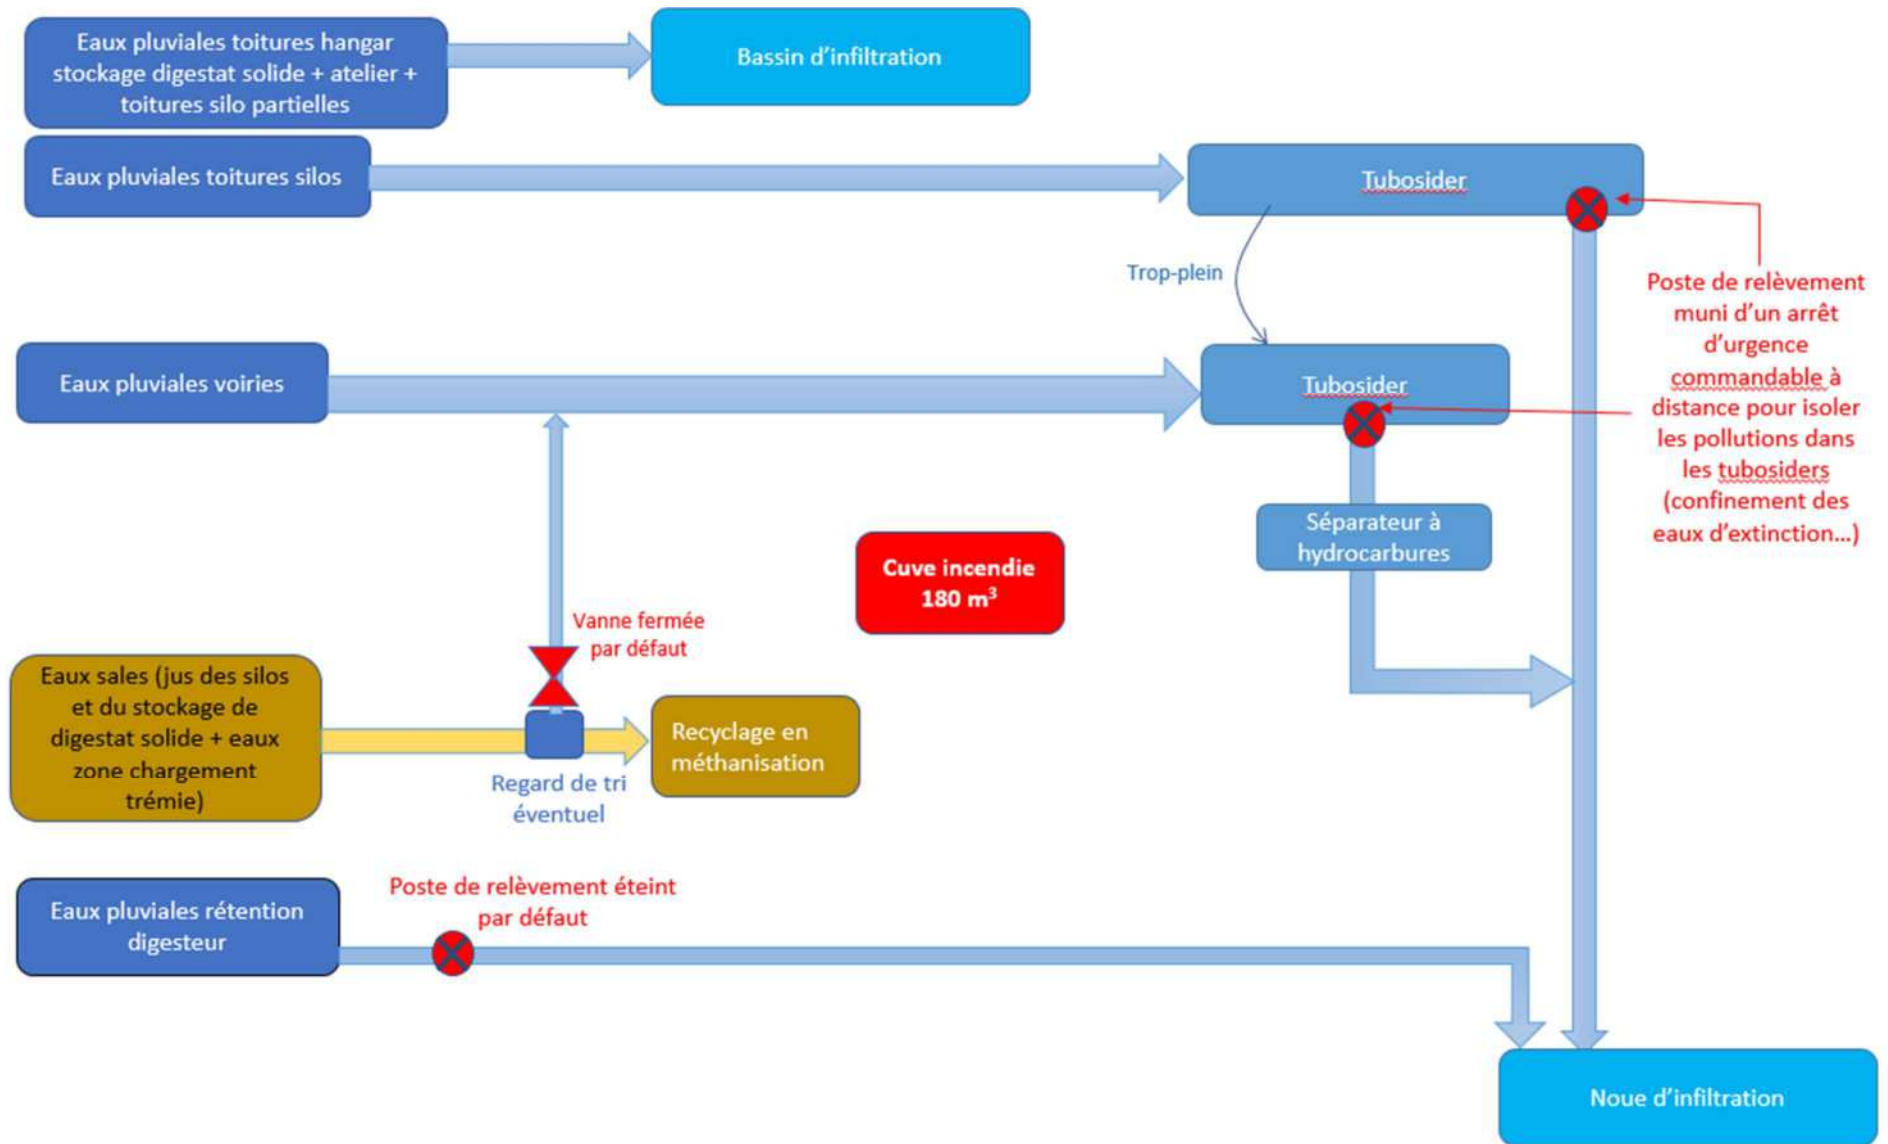 Eaux pluviales toitures hangar
stockage digestat solide + atelier +
toitures silo partielles
Bassin d'infiltration
Eaux pluviales toitures silos
Tubosider
Trop-plein
Poste de relèvement
muni d'un arrêt
d'urgence
commandable à
distance pour isoler
les pollutions dans
les tubosiders
(confinement des
eaux d'extinction...)
Eaux pluviales voiries
Tubosider
Séparateur à
hydrocarbures
Cuve incendie
180 m³
Vanne fermée
par défaut
Eaux sales (jus des silos
et du stockage de
digestat solide + eaux
zone chargement
trémie)
Recyclage en
méthanisation
Regard de tri
éventuel
Poste de relèvement éteint
par défaut
Eaux pluviales rétention
digesteur
Noue d'infiltration